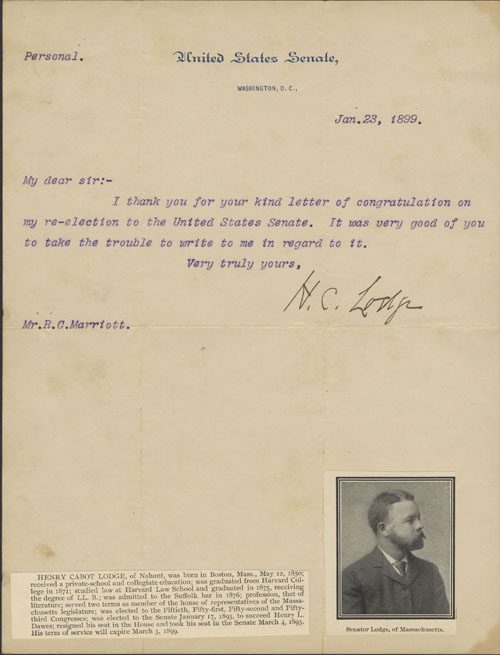 Personal.
United States Senate,
WASHINGTON, D. C.,
Jan.23, 1899.
My dear sir:-
I thank you for your kind letter of congratulation on
my re-election to the United States Senate. It was very good of you
to take the trouble to write to me in regard to it.
Very truly yours,
H. C. Lodge
Mr.R.C.Marriott.
HENRY CABOT LODGE, of Nahant, was born in Boston, Mass., May 12, 1850;
received a private-school and collegiate education; was graduated from Harvard Col-
lege in 1871; studied law at Harvard Law School and graduated in 1875, receiving
the degree of LL. B.; was admitted to the Suffolk bar in 1876; profession, that of
literature; served two terms as member of the house of representatives of the Massa-
chusetts legislature; was elected to the Fiftieth, Fifty-first, Fifty-second and Fifty-
third Congresses; was elected to the Senate January 17, 1893, to succeed Henry L.
Dawes; resigned his seat in the House and took his seat in the Senate March 4, 1893.
His term of service will expire March 3, 1899.
Senator Lodge, of Massachusetts.